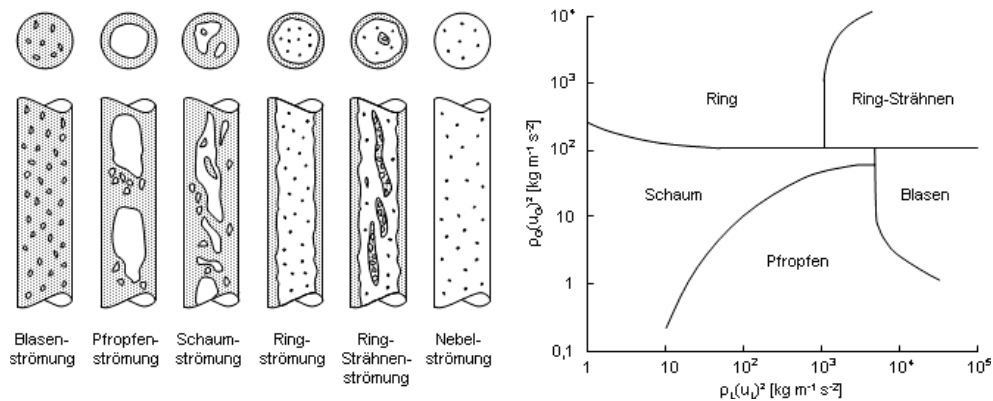 Blasen-
strömung
Pfropfen-
strömung
Schaum-
strömung
Ring-
strömung
Ring-
Strähnen-
strömung
Nebel-
strömung
ρG(uG)² [kg m⁻¹ s⁻²]
10⁴
10³
10²
10
1
0,1
Ring
Ring-Strähnen
Schaum
Blasen
Pfropfen
1
10
10²
10³
10⁴
10⁵
ρL(uL)² [kg m⁻¹ s⁻²]